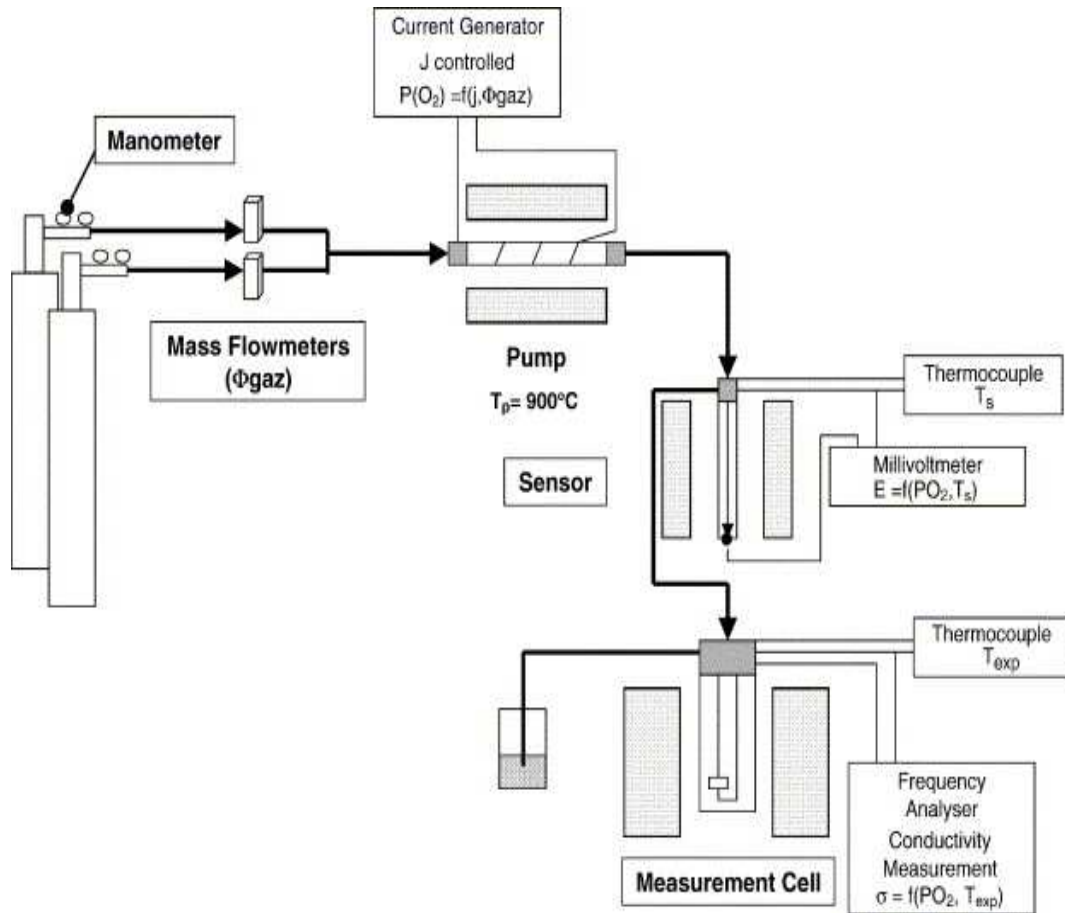 Current Generator
J controlled
P(O₂) =f(j,Φgaz)
Manometer
Mass Flowmeters
(Φgaz)
Pump
Tₚ= 900°C
Thermocouple
Tₛ
Sensor
Millivoltmeter
E =f(PO₂,Tₛ)
Thermocouple
Tₑₓₚ
Frequency
Analyser
Conductivity
Measurement
σ = f(PO₂, Tₑₓₚ)
Measurement Cell